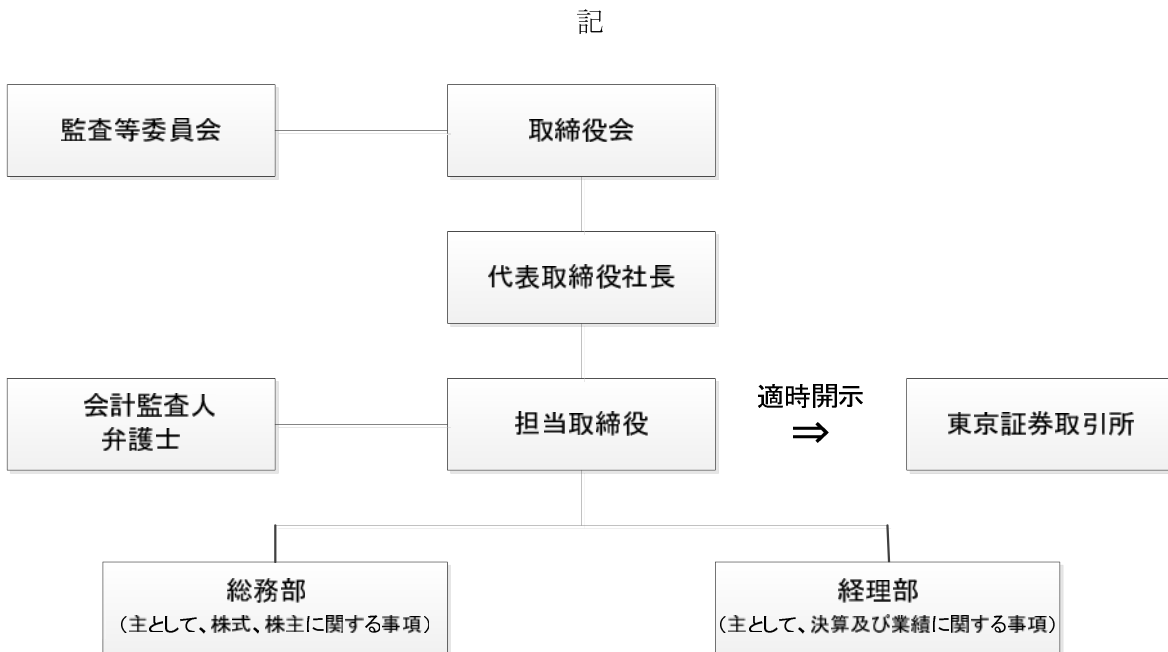 記
監査等委員会
取締役会
代表取締役社長
会計監査人
弁護士
担当取締役
適時開示
⇒
東京証券取引所
総務部
（主として、株式、株主に関する事項）
経理部
（主として、決算及び業績に関する事項）